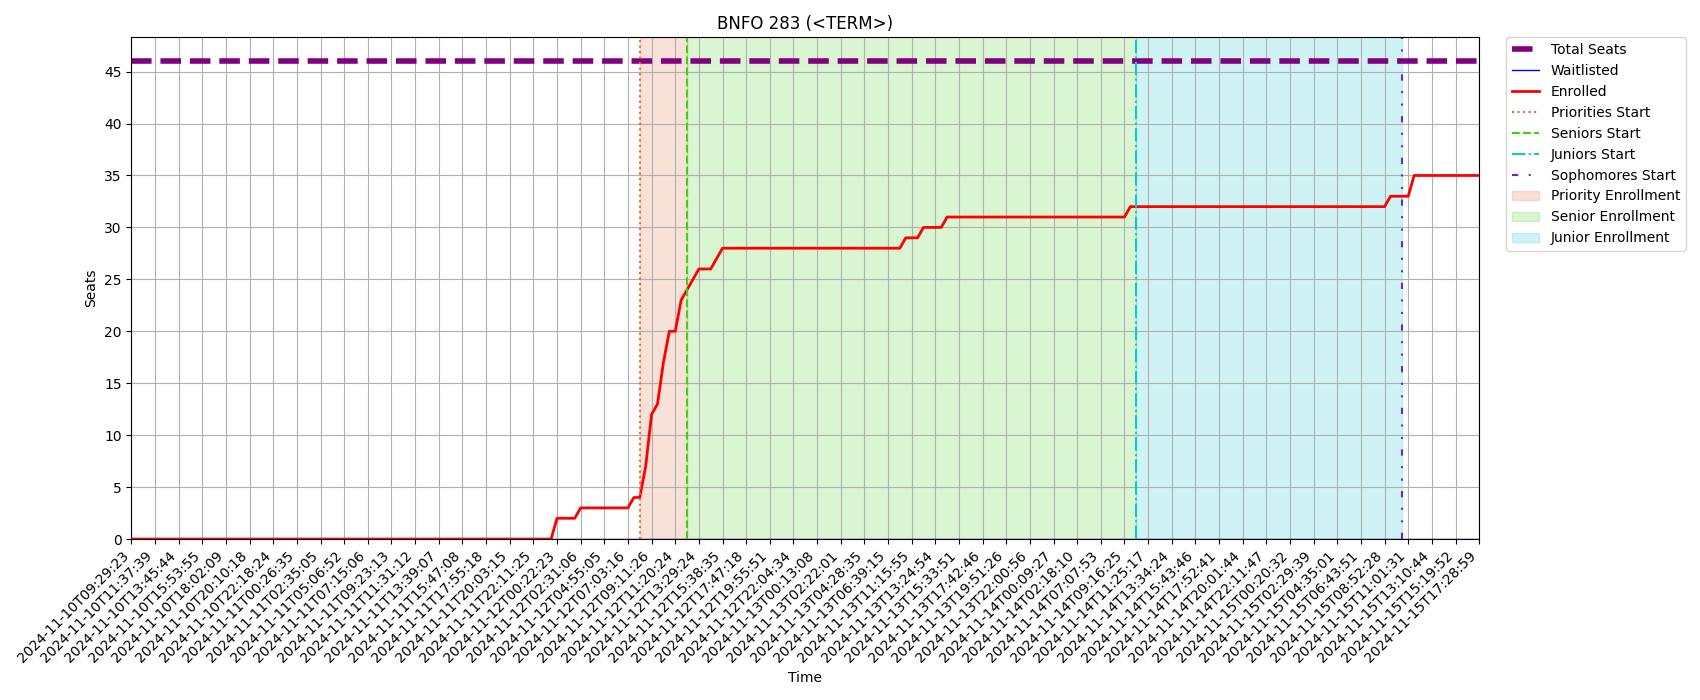 BNFO 283 (<TERM>)
Total Seats
Waitlisted
Enrolled
Priorities Start
Seniors Start
Juniors Start
Sophomores Start
Priority Enrollment
Senior Enrollment
Junior Enrollment
Seats
45
40
35
30
25
20
15
10
5
0
2024-11-10T09:29:23
2024-11-10T11:37:39
2024-11-10T13:45:44
2024-11-10T15:53:55
2024-11-10T18:02:09
2024-11-10T20:10:18
2024-11-10T22:18:24
2024-11-11T00:26:35
2024-11-11T02:35:05
2024-11-11T05:06:52
2024-11-11T07:15:06
2024-11-11T09:23:13
2024-11-11T11:31:12
2024-11-11T13:39:07
2024-11-11T15:47:08
2024-11-11T17:55:18
2024-11-11T20:03:15
2024-11-11T22:11:25
2024-11-12T00:22:23
2024-11-12T02:31:06
2024-11-12T04:55:05
2024-11-12T07:03:16
2024-11-12T09:11:26
2024-11-12T11:20:24
2024-11-12T13:29:24
2024-11-12T15:38:35
2024-11-12T17:47:18
2024-11-12T19:55:51
2024-11-12T22:04:34
2024-11-13T00:13:08
2024-11-13T02:22:01
2024-11-13T04:28:35
2024-11-13T06:39:15
2024-11-13T11:15:55
2024-11-13T13:24:54
2024-11-13T15:33:51
2024-11-13T17:42:46
2024-11-13T19:51:26
2024-11-13T22:00:56
2024-11-14T00:09:27
2024-11-14T02:18:10
2024-11-14T07:07:53
2024-11-14T09:16:25
2024-11-14T11:25:17
2024-11-14T13:34:24
2024-11-14T15:43:46
2024-11-14T17:52:41
2024-11-14T20:01:44
2024-11-14T22:11:47
2024-11-15T00:20:32
2024-11-15T02:29:39
2024-11-15T04:35:01
2024-11-15T06:43:51
2024-11-15T08:52:28
2024-11-15T11:01:31
2024-11-15T13:10:44
2024-11-15T15:19:52
2024-11-15T17:28:59
Time